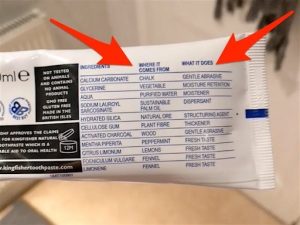 0ml e
NOT TESTED
ON ANIMALS
AND CONTAINS
NO ANIMAL
PRODUCTS
GMO FREE
GLUTEN FREE
MADE IN THE
BRITISH ISLES
APPROVES THE CLAIMS
FOR KINGFISHER NATURAL
TOOTHPASTE WHICH IS A
AID TO ORAL HEALTH
12M
www.kingfishertoothpaste.com
INGREDIENTS WHERE IT COMES FROM WHAT IT DOES
CALCIUM CARBONATE CHALK GENTLE ABRASIVE
GLYCERINE VEGETABLE MOISTURE RETENTION
AQUA PURIFIED WATER MOISTENER
SODIUM LAUROYL SARCOSINATE SUSTAINABLE PALM OIL DISPERSANT
HYDRATED SILICA NATURAL ORE STRUCTURING AGENT
CELLULOSE GUM PLANT FIBRE THICKENER
ACTIVATED CHARCOAL WOOD GENTLE ABRASIVE
MENTHA PIPERITA PEPPERMINT FRESH TASTE
CITRUS LIMONUM LEMONS FRESH TASTE
FOENICULUM VULGARE FENNEL FRESH TASTE
LIMONENE FENNEL FRESH TASTE